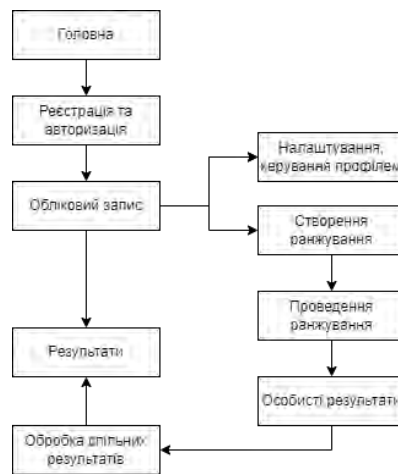 Головна
Реєстрація та
авторизація
Обліковий запис
Налаштування,
керування профілем
Створення
ранжування
Проведення
ранжування
Результати
Особисті результати
Обробка спільних
результатів